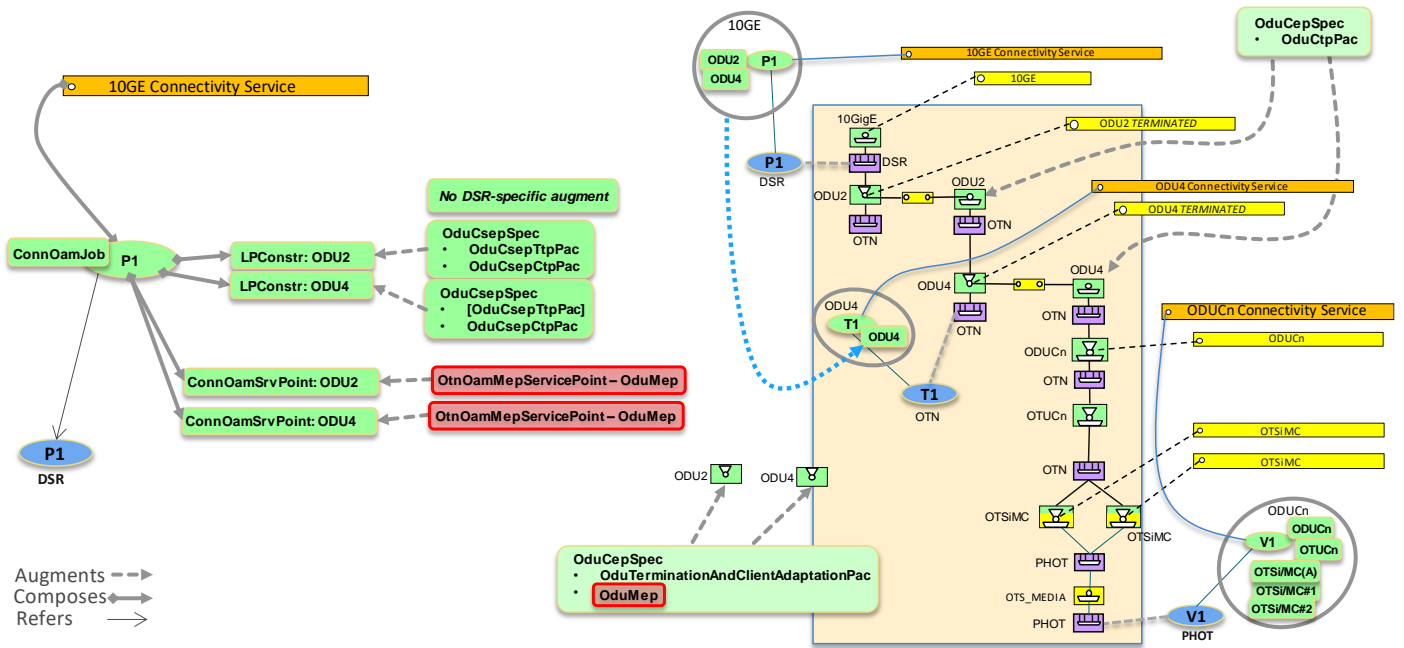 10GE Connectivity Service
ConnOamJob
P1
LPConstr: ODU2
LPConstr: ODU4
No DSR-specific augment
OduCsepSpec
• OduCsepTtpPac
• OduCsepCtpPac
OduCsepSpec
• [OduCsepTtpPac]
• OduCsepCtpPac
ConnOamSrvPoint: ODU2
ConnOamSrvPoint: ODU4
OtnOamMepServicePoint – OduMep
OtnOamMepServicePoint – OduMep
P1
DSR
Augments
Composes
Refers
10GE
ODU2
P1
ODU4
10GE Connectivity Service
10GE
OduCepSpec
• OduCtpPac
10GigE
ODU2 TERMINATED
P1
DSR
DSR
ODU2
ODU2
OTN
OTN
ODU4 Connectivity Service
ODU4 TERMINATED
ODU4
ODU4
OTN
OTN
ODU4
T1
ODU4
T1
OTN
ODUCn Connectivity Service
ODUCn
ODUCn
OTN
OTUCn
OTN
OTSiMC
OTSiMC
OTSiMC
OTSiMC
PHOT
OTS_MEDIA
PHOT
ODU2
ODU4
OduCepSpec
• OduTerminationAndClientAdaptationPac
• OduMep
ODUCn
V1
ODUCn
OTUCn
OTSi/MC(A)
OTSi/MC#1
OTSi/MC#2
V1
PHOT